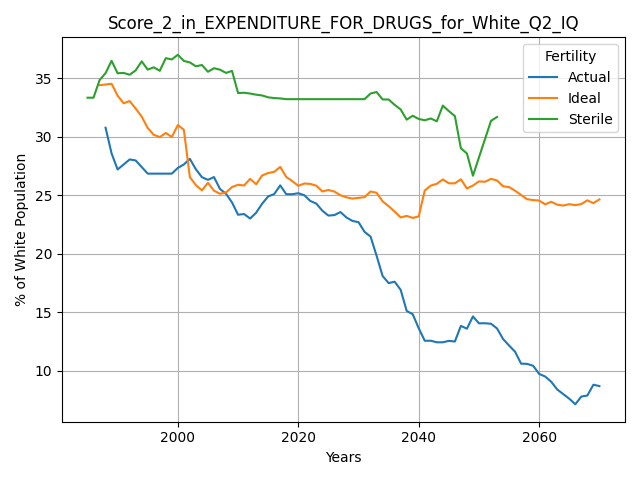 Score_2_in_EXPENDITURE_FOR_DRUGS_for_White_Q2_IQ
Fertility
Actual
Ideal
Sterile
% of White Population
35
30
25
20
15
10
2000 2020 2040 2060
Years